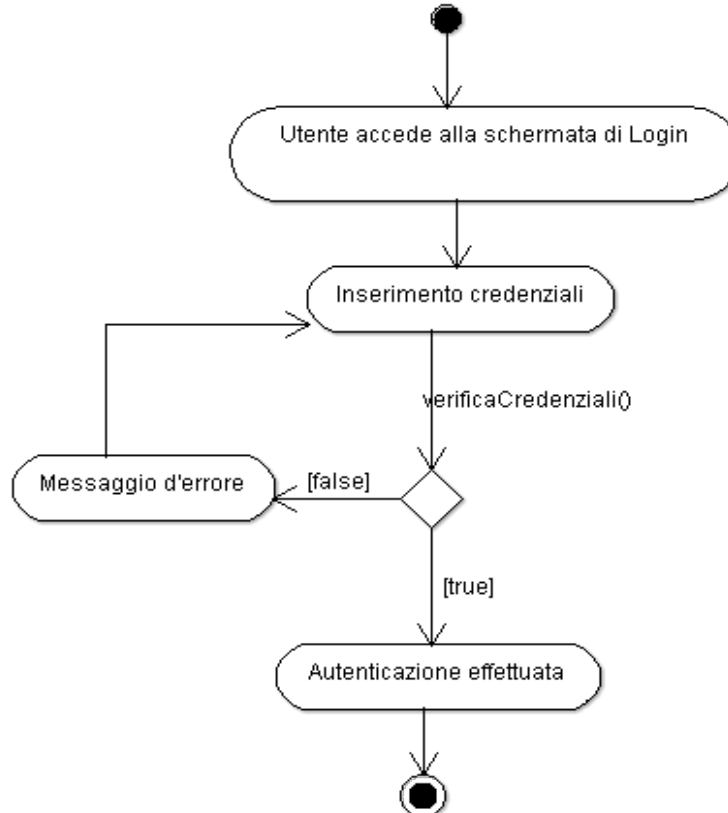 Utente accede alla schermata di Login
Inserimento credenziali
verificaCredenziali()
Messaggio d'errore
[false]
[true]
Autenticazione effettuata